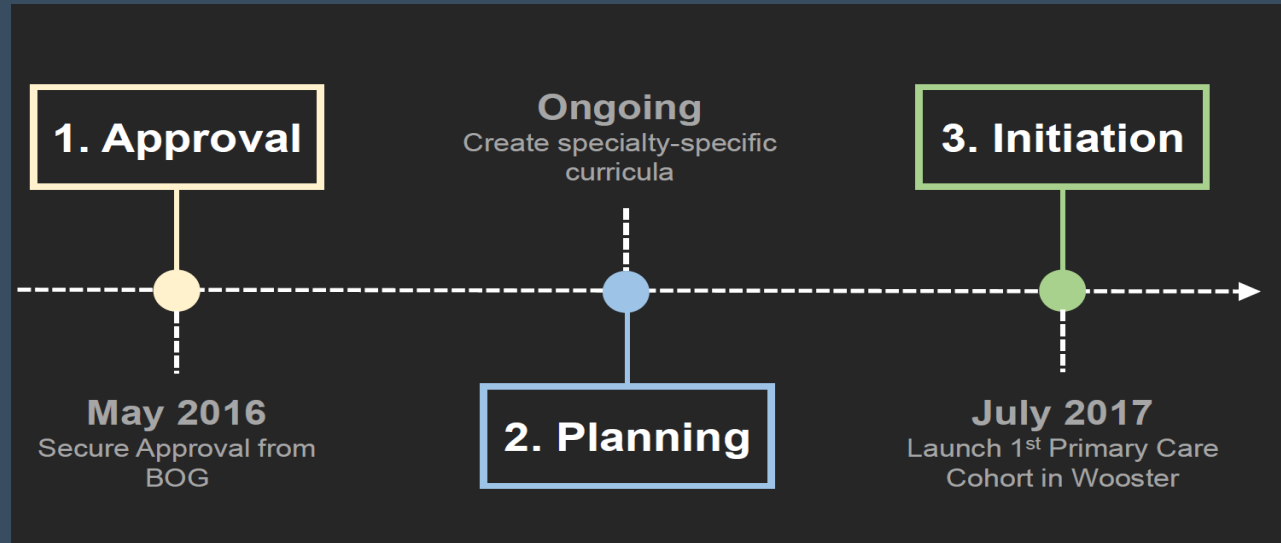 1. Approval
May 2016
Secure Approval from
BOG
Ongoing
Create specialty-specific
curricula
2. Planning
3. Initiation
July 2017
Launch 1st Primary Care
Cohort in Wooster